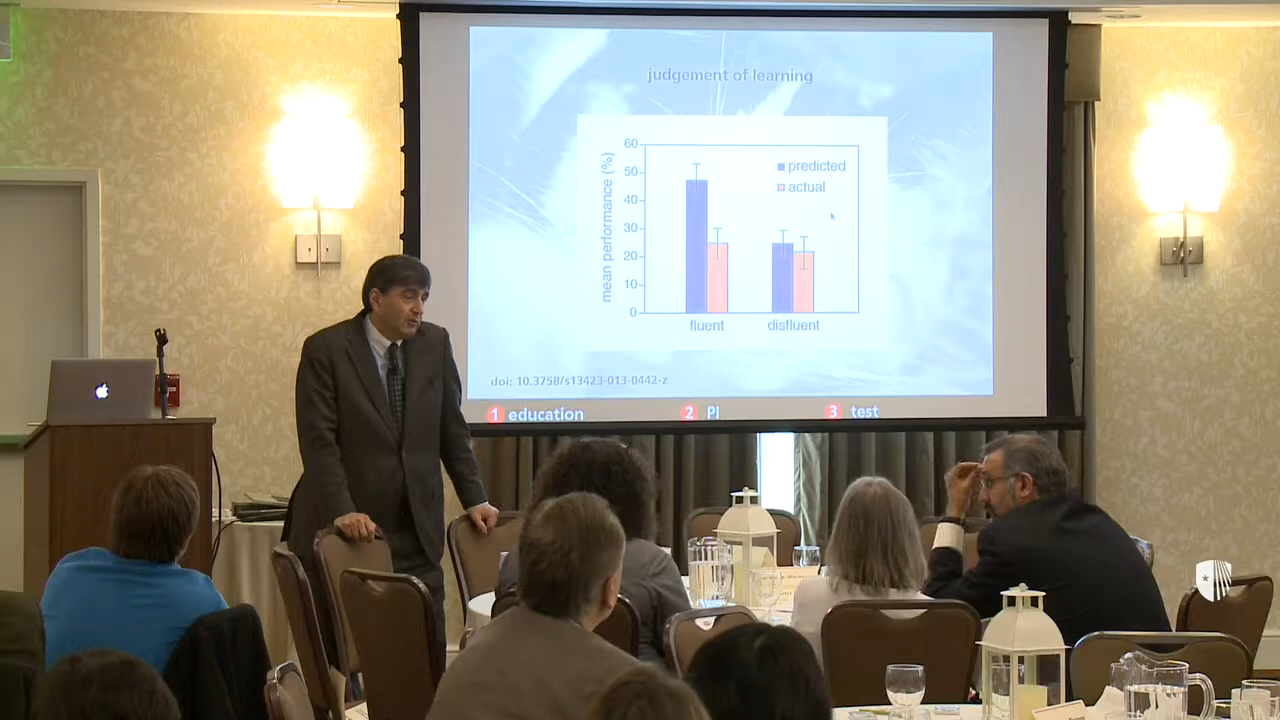 judgement of learning
60
50
40
30
20
10
0
mean performance (%)
predicted
actual
fluent
disfluent
doi: 10.3758/s13423-013-0442-z
1 education
2 PI
3 test